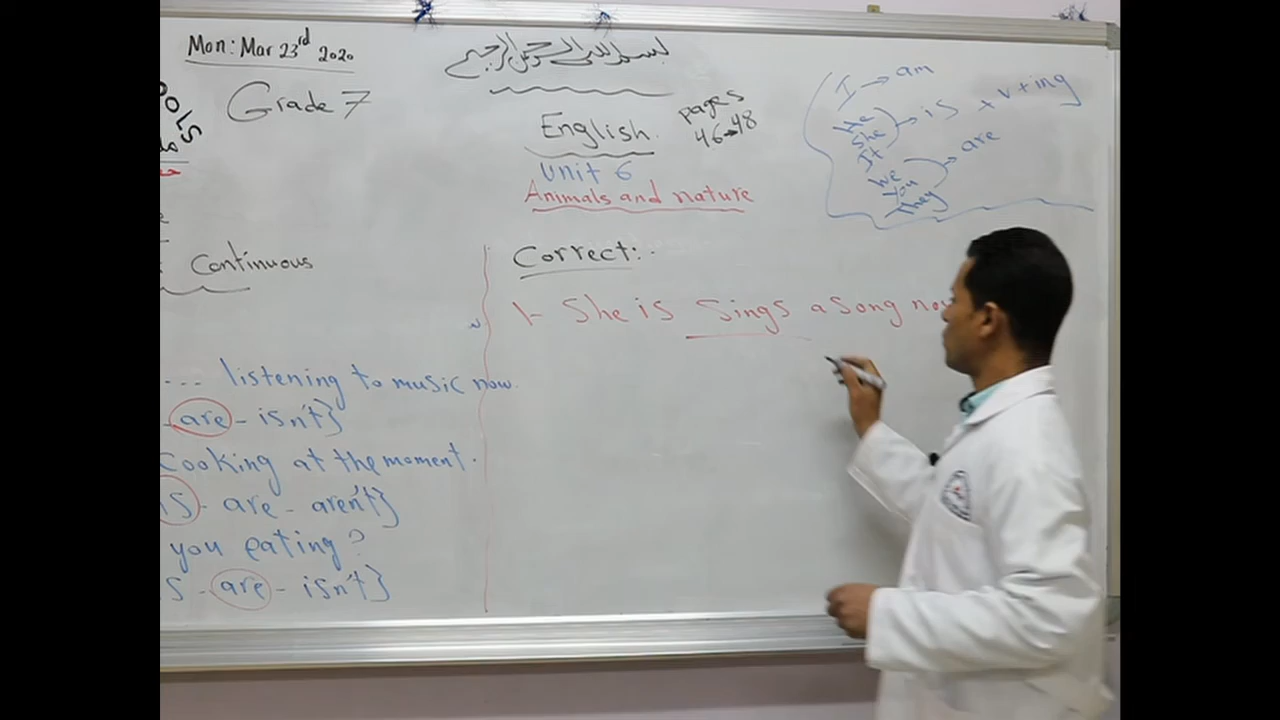 Mon: Mar 23rd 2020
Grade 7
بسم الله الرحمن الرحيم
English
pages
46→48
Unit 6
Animals and nature
I → am
He
She
It
→ is + v + ing
We
You
They
→ are
Continuous
... listening to music now.
are - isn't}
Cooking at the moment.
is - are - aren't}
you eating?
s - are - isn't}
Correct:-
1- She is Sings a song now